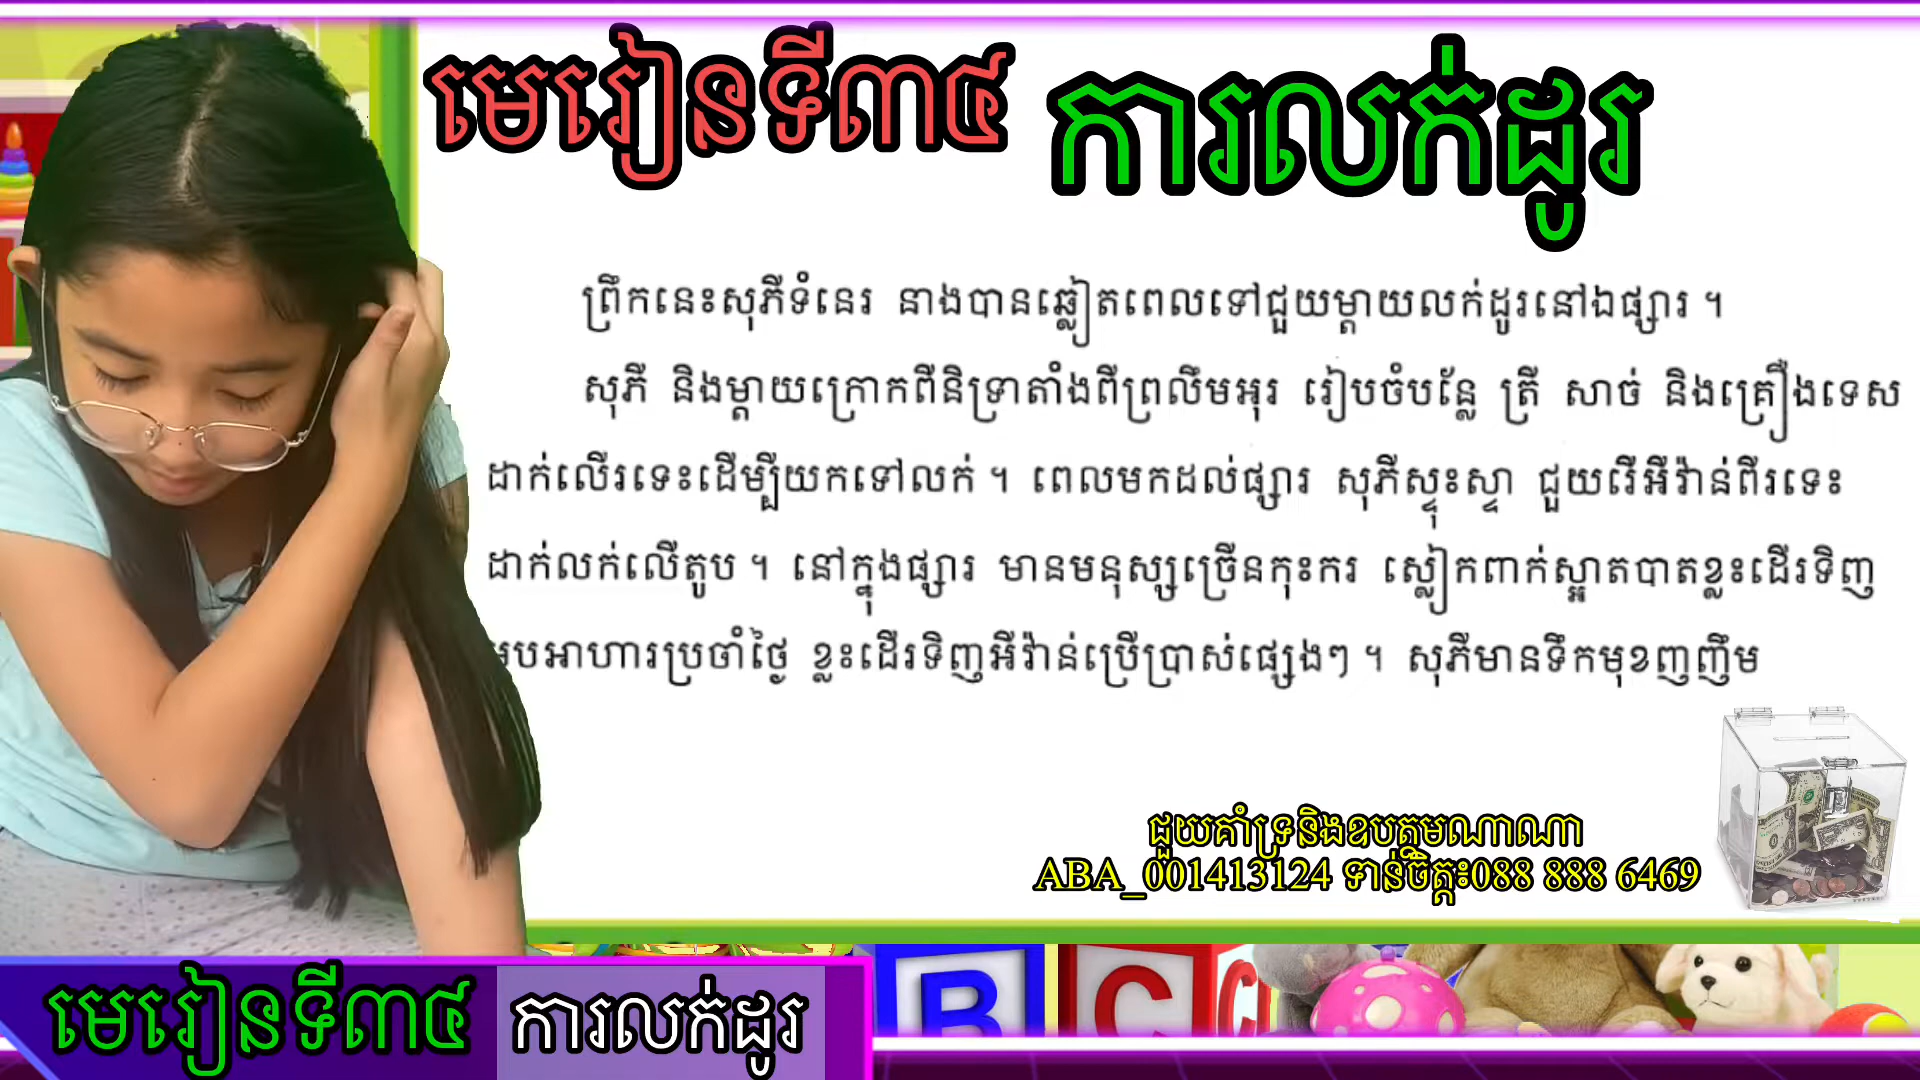 មេរៀនទី៣៤ ការលក់ដូរ
ព្រឹកនេះសុភីទំនេរ នាងបានឆ្លៀតពេលទៅជួយម្ដាយលក់ដូរនៅឯផ្សារ ។
សុភី និងម្ដាយក្រោកពីនិទ្រាតាំងពីព្រលឹមអុរ រៀបចំបន្លែ ត្រី សាច់ និងគ្រឿងទេស
ដាក់លើរទេះដើម្បីយកទៅលក់ ។ ពេលមកដល់ផ្សារ សុភីស្ទុះស្ទា ជួយរើអីវ៉ាន់ពីរទេះ
ដាក់លក់លើតូប ។ នៅក្នុងផ្សារ មានមនុស្សច្រើនកុះករ ស្លៀកពាក់ស្អាតបាតខ្លះដើរទិញ
អាហារប្រចាំថ្ងៃ ខ្លះដើរទិញអីវ៉ាន់ប្រើប្រាស់ផ្សេងៗ ។ សុភីមានទឹកមុខញញឹម
ជួយគាំទ្រនិងឧបត្ថមណាណា
ABA_001413124 ទាន់ចិត្ត៖088 888 6469
មេរៀនទី៣៤ ការលក់ដូរ
B C C